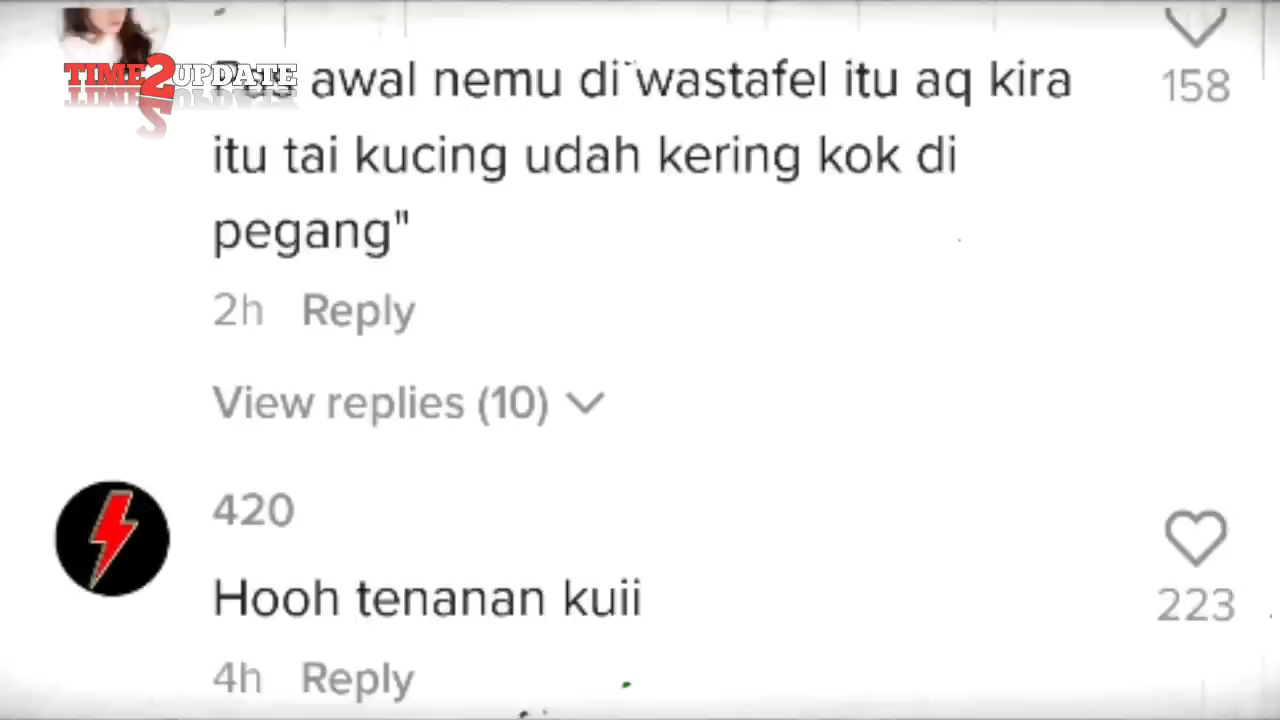 TIME2UPDATE
awal nemu di wastafel itu aq kira
158
itu tai kucing udah kering kok di
pegang"
2h Reply
View replies (10)
420
Hooh tenanan kuii
223
4h Reply